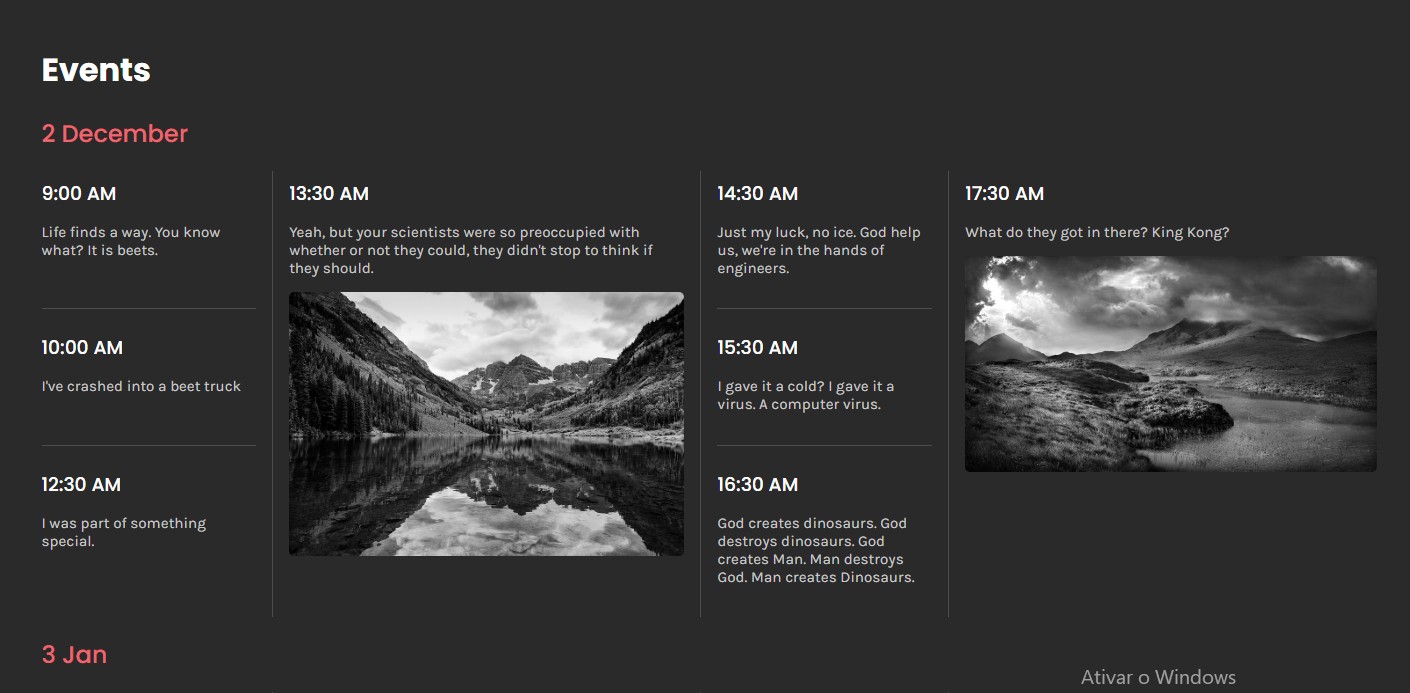 Events
2 December
9:00 AM
Life finds a way. You know
what? It is beets.
10:00 AM
I've crashed into a beet truck
12:30 AM
I was part of something
special.
13:30 AM
Yeah, but your scientists were so preoccupied with
whether or not they could, they didn't stop to think if
they should.
14:30 AM
Just my luck, no ice. God help
us, we're in the hands of
engineers.
15:30 AM
I gave it a cold? I gave it a
virus. A computer virus.
16:30 AM
God creates dinosaurs. God
destroys dinosaurs. God
creates Man. Man destroys
God. Man creates Dinosaurs.
17:30 AM
What do they got in there? King Kong?
3 Jan
Ativar o Windows